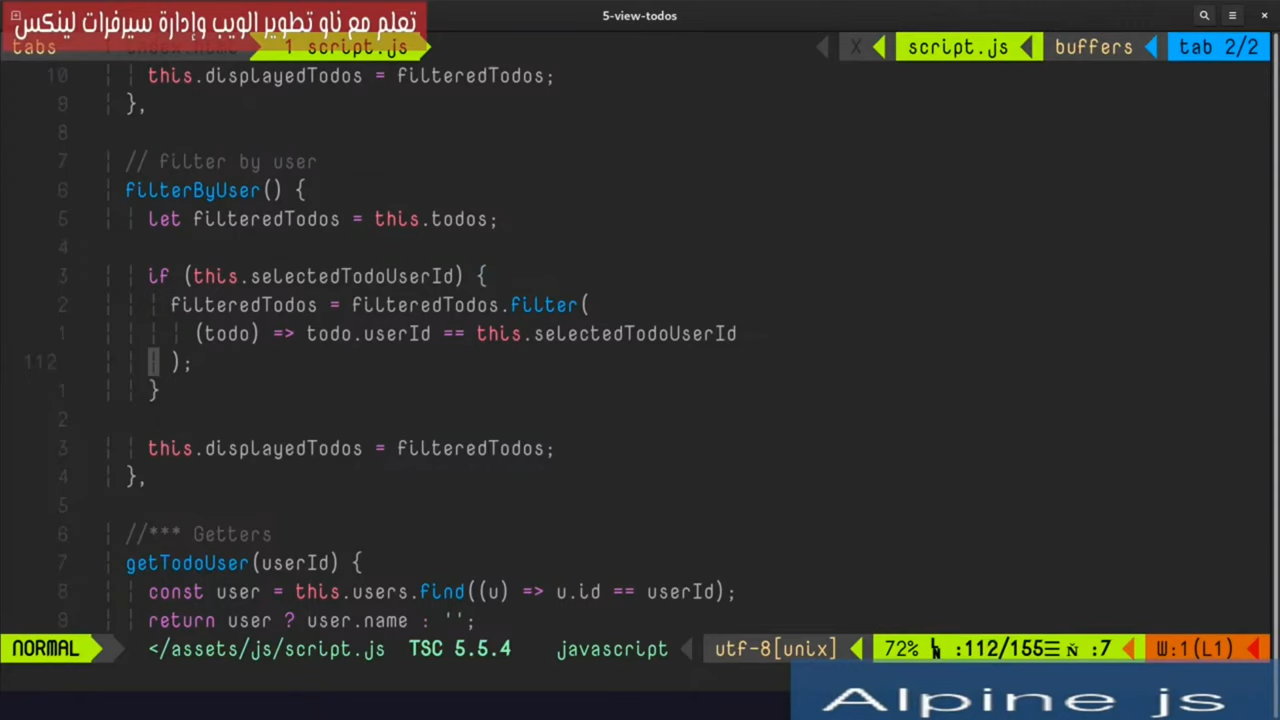 5-view-todos
تعلم مع ناو تطوير الويب وإدارة سيرفرات لينكس
tabs index.html 1 script.js X script.js buffers tab 2/2
10 this.displayedTodos = filteredTodos;
9 },
8
7 // filter by user
6 filterByUser() {
5 let filteredTodos = this.todos;
4
3 if (this.selectedTodoUserId) {
2 filteredTodos = filteredTodos.filter(
1 (todo) => todo.userId == this.selectedTodoUserId
112 );
1 }
2
3 this.displayedTodos = filteredTodos;
4 },
5
6 //*** Getters
7 getTodoUser(userId) {
8 const user = this.users.find((u) => u.id == userId);
9 return user ? user.name : '';
NORMAL </assets/js/script.js TSC 5.5.4 javascript utf-8[unix] 72% :112/155 :7 W:1(L1)
Alpine js